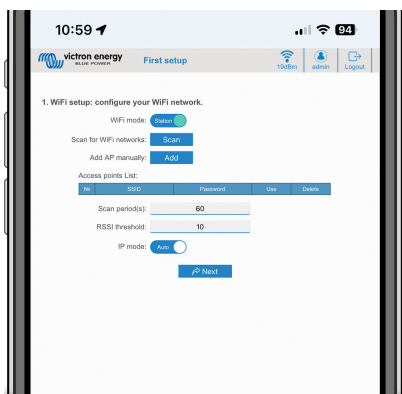 10:59 94
victron energy
BLUE POWER
First setup
19dBm admin Logout
1. WiFi setup: configure your WiFi network.
WiFi mode: Station
Scan for WiFi networks: Scan
Add AP manually: Add
Access points List:
№ SSID Password Use Delete
Scan period(s): 60
RSSI threshold: 10
IP mode: Auto
Next